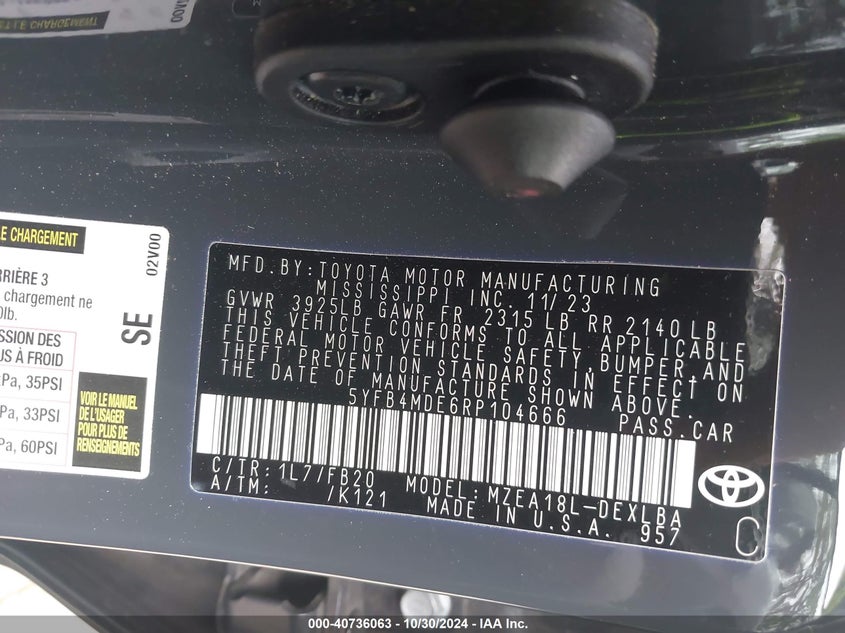 LE CHARGEMENT
ARRIÈRE 3
chargement ne
0lb.
SSION DES
US À FROID
Pa, 35PSI
Pa, 33PSI
Pa, 60PSI
VOIR LE MANUEL
DE L'USAGER
POUR PLUS DE
RENSEIGNEMENTS
02V00
SE
MFD.BY:TOYOTA MOTOR MANUFACTURING
MISSISSIPPI INC. 11/23
GVWR 3925LB GAWR FR 2315 LB RR 2140LB
THIS VEHICLE CONFORMS TO ALL APPLICABLE
FEDERAL MOTOR VEHICLE SAFETY,BUMPER,AND
THEFT PREVENTION STANDARDS IN EFFECT ON
THE DATE OF MANUFACTURE SHOWN ABOVE.
5YFB4MDE6RP104666 PASS.CAR
C/TR:1L7/FB20 MODEL:MZEA18L-DEXLBA
A/TM: /K121 MADE IN U.S.A. 957
C
000-40736063 - 10/30/2024 - IAA Inc.